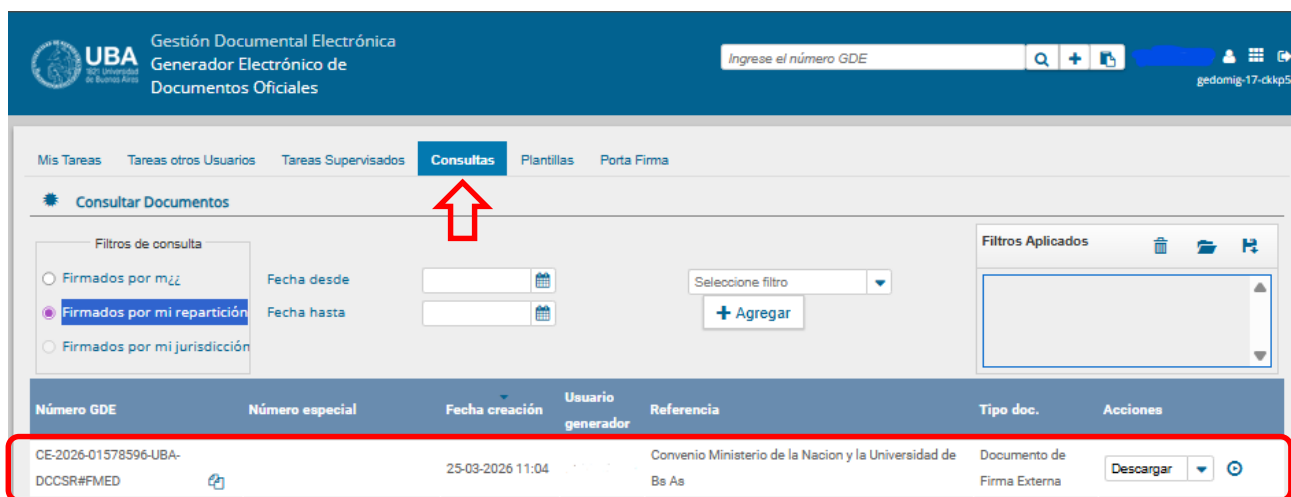 UBA
1821 Universidad
de Buenos Aires
Gestión Documental Electrónica
Generador Electrónico de
Documentos Oficiales
Ingrese el número GDE
gedomig-17-ckkp5
Mis Tareas Tareas otros Usuarios Tareas Supervisados Consultas Plantillas Porta Firma
Consultar Documentos
Filtros de consulta
Firmados por m¿¿
Firmados por mi repartición
Firmados por mi jurisdicción
Fecha desde
Fecha hasta
Seleccione filtro
Agregar
Filtros Aplicados
Número GDE Número especial Fecha creación Usuario generador Referencia Tipo doc. Acciones
CE-2026-01578596-UBA-
DCCSR#FMED
25-03-2026 11:04
Convenio Ministerio de la Nacion y la Universidad de
Bs As
Documento de
Firma Externa
Descargar